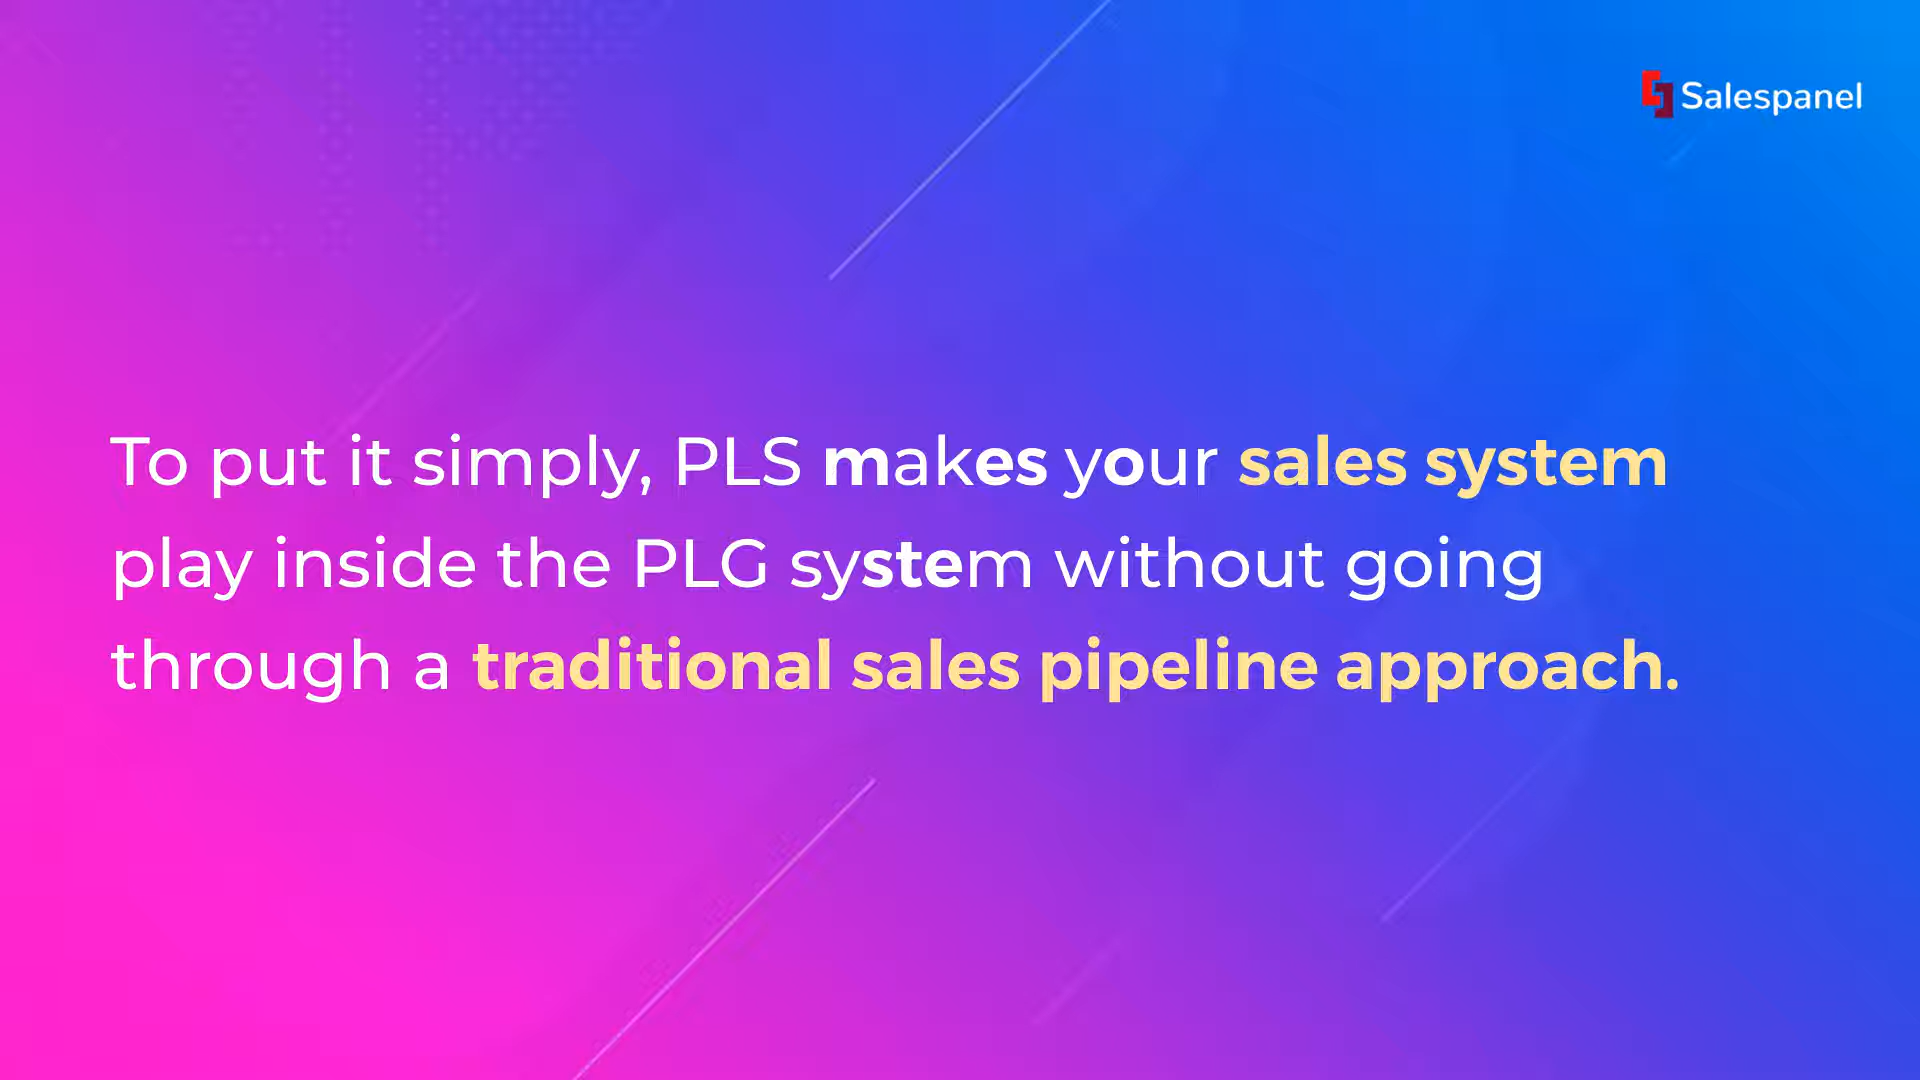 Salespanel
To put it simply, PLS makes your sales system
play inside the PLG system without going
through a traditional sales pipeline approach.